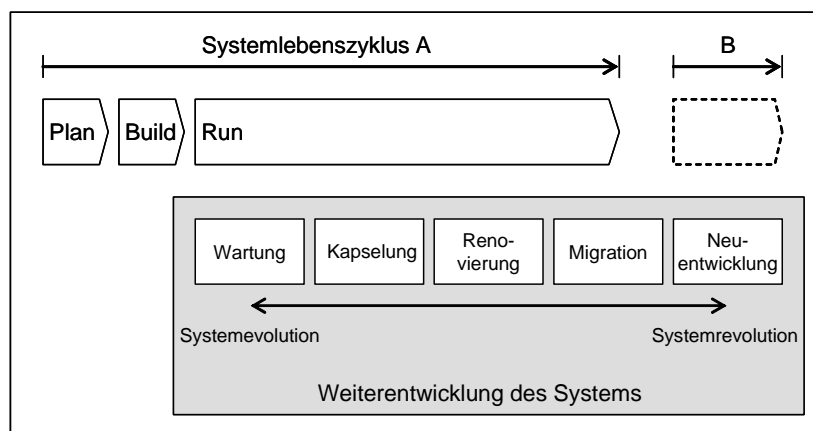 Systemlebenszyklus A
B
Plan
Build
Run
Wartung
Kapselung
Reno-
vierung
Migration
Neu-
entwicklung
Systemevolution
Systemrevolution
Weiterentwicklung des Systems